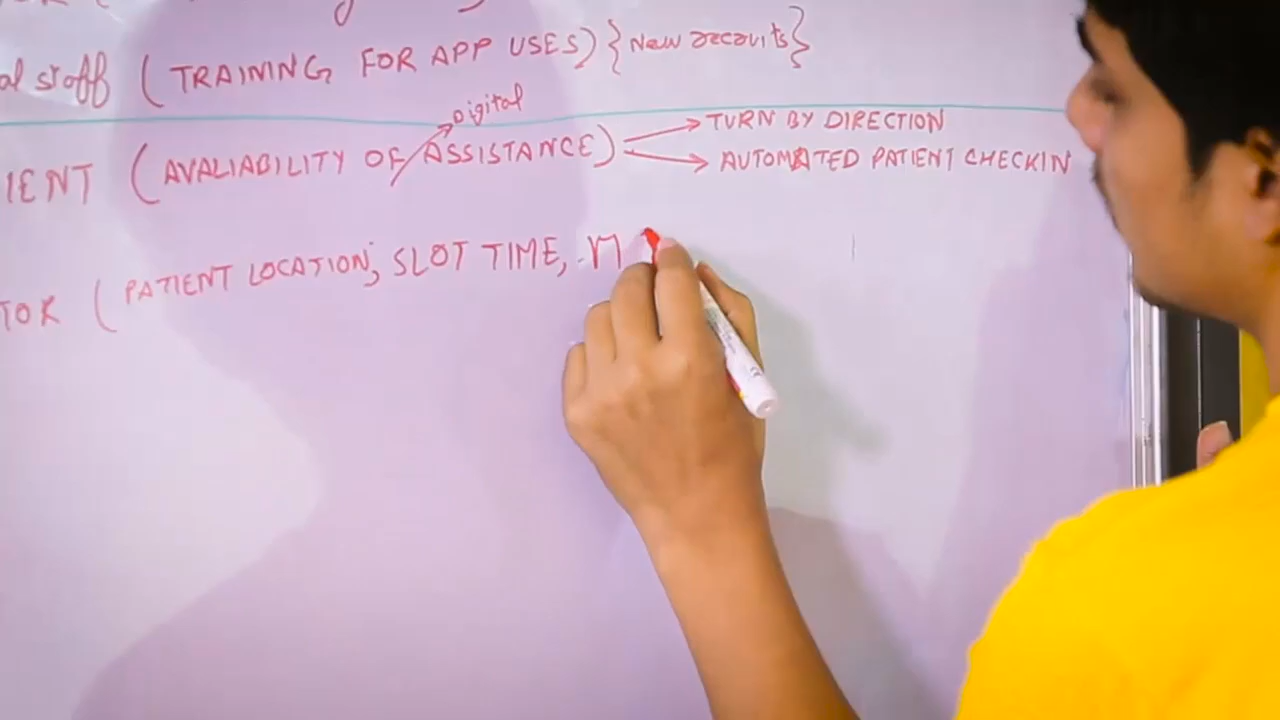 al staff ( TRAINING FOR APP USES) {New recruits}
Digital
IENT ( AVALIABILITY OF ASSISTANCE) TURN BY DIRECTION
AUTOMATED PATIENT CHECKIN
TOR ( PATIENT LOCATION, SLOT TIME, M